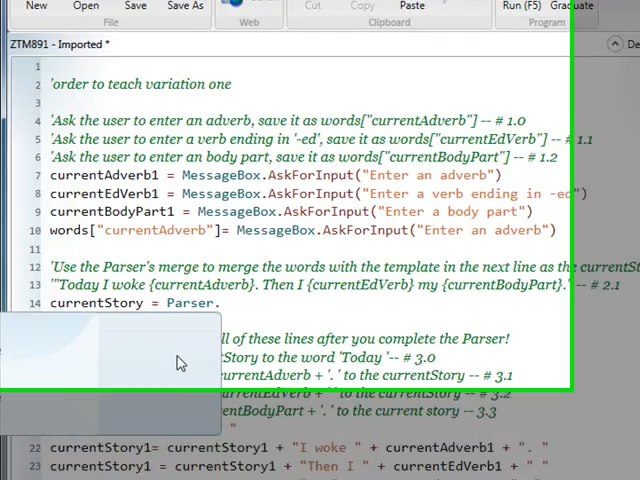 New Open Save Save As Cut Copy Paste Run (F5) Graduate
File Web Clipboard Program
ZTM891 - Imported * De
1
2 'order to teach variation one
3
4 'Ask the user to enter an adverb, save it as words["currentAdverb"] -- # 1.0
5 'Ask the user to enter a verb ending in '-ed', save it as words["currentEdVerb"] -- # 1.1
6 'Ask the user to enter an body part, save it as words["currentBodyPart"] -- # 1.2
7 currentAdverb1 = MessageBox.AskForInput("Enter an adverb")
8 currentEdVerb1 = MessageBox.AskForInput("Enter a verb ending in -ed")
9 currentBodyPart1 = MessageBox.AskForInput("Enter a body part")
10 words["currentAdverb"]= MessageBox.AskForInput("Enter an adverb")
11
12 'Use the Parser's merge to merge the words with the template in the next line as the currentSto
13 '"Today I woke {currentAdverb}. Then I {currentEdVerb} my {currentBodyPart}." -- # 2.1
14 currentStory = Parser.
ll of these lines after you complete the Parser!
tStory to the word 'Today '-- # 3.0
urrentAdverb + '. ' to the currentStory -- # 3.1
urrentEdVerb + ' ' to the currentStory -- # 3.2
urrentBodyPart + '. ' to the current story -- 3.3
"
22 currentStory1= currentStory1 + "I woke " + currentAdverb1 + ". "
23 currentStory1 = currentStory1 + "Then I " + currentEdVerb1 + " "